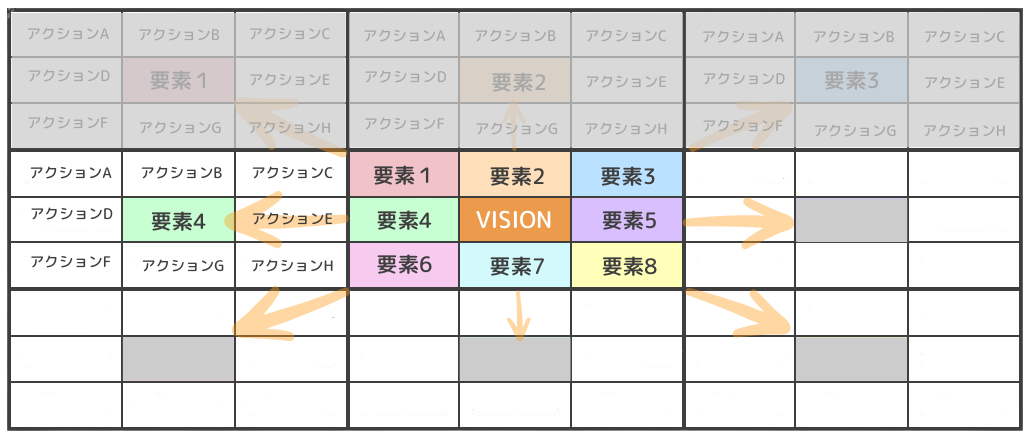 アクションA アクションB アクションC アクションA アクションB アクションC アクションA アクションB アクションC
アクションD 要素１ アクションE アクションD 要素2 アクションE アクションD 要素3 アクションE
アクションF アクションG アクションH アクションF アクションG アクションH アクションF アクションG アクションH
アクションA アクションB アクションC 要素１ 要素2 要素3
アクションD 要素4 アクションE 要素4 VISION 要素5
アクションF アクションG アクションH 要素6 要素7 要素8